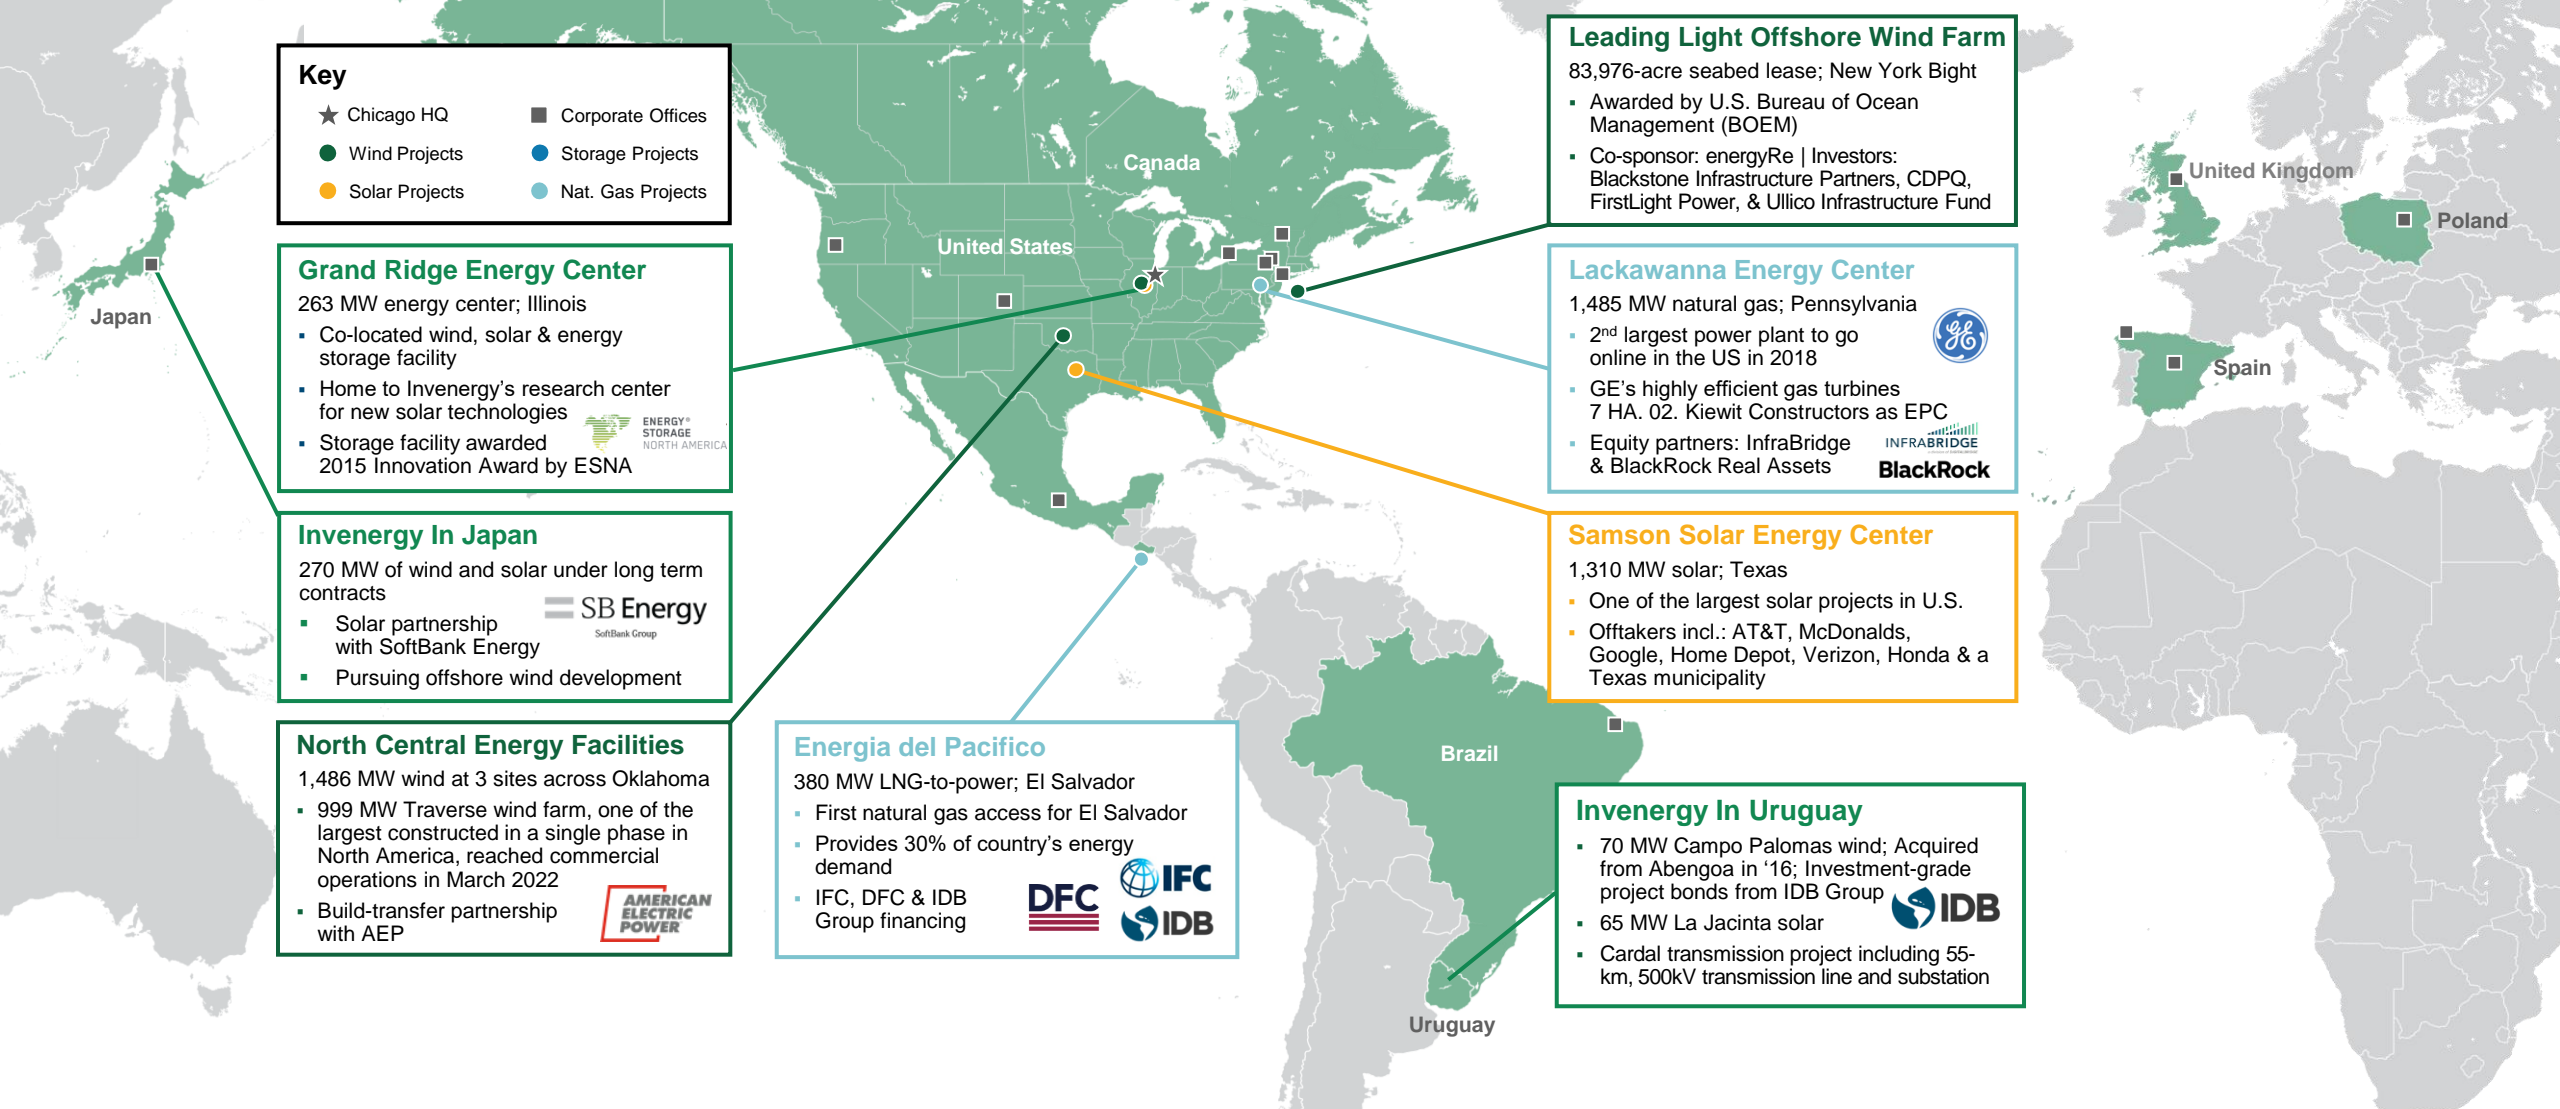 Key
Chicago HQ
Corporate Offices
Wind Projects
Storage Projects
Solar Projects
Nat. Gas Projects
Grand Ridge Energy Center
263 MW energy center; Illinois
▪ Co-located wind, solar & energy
storage facility
▪ Home to Invenergy's research center
for new solar technologies
▪ Storage facility awarded
2015 Innovation Award by ESNA
ENERGY®
STORAGE
NORTH AMERICA
Invenergy In Japan
270 MW of wind and solar under long term
contracts
▪ Solar partnership
with SoftBank Energy
▪ Pursuing offshore wind development
SB Energy
SoftBank Group
North Central Energy Facilities
1,486 MW wind at 3 sites across Oklahoma
▪ 999 MW Traverse wind farm, one of the
largest constructed in a single phase in
North America, reached commercial
operations in March 2022
▪ Build-transfer partnership
with AEP
AMERICAN
ELECTRIC
POWER
Energia del Pacifico
380 MW LNG-to-power; El Salvador
▪ First natural gas access for El Salvador
▪ Provides 30% of country's energy
demand
▪ IFC, DFC & IDB
Group financing
DFC
IFC
IDB
Leading Light Offshore Wind Farm
83,976-acre seabed lease; New York Bight
▪ Awarded by U.S. Bureau of Ocean
Management (BOEM)
▪ Co-sponsor: energyRe | Investors:
Blackstone Infrastructure Partners, CDPQ,
FirstLight Power, & Ullico Infrastructure Fund
Lackawanna Energy Center
1,485 MW natural gas; Pennsylvania
▪ 2nd largest power plant to go
online in the US in 2018
▪ GE's highly efficient gas turbines
7 HA. 02. Kiewit Constructors as EPC
▪ Equity partners: InfraBridge
& BlackRock Real Assets
GE
INFRABRIDGE
BlackRock
Samson Solar Energy Center
1,310 MW solar; Texas
▪ One of the largest solar projects in U.S.
▪ Offtakers incl.: AT&T, McDonalds,
Google, Home Depot, Verizon, Honda & a
Texas municipality
Invenergy In Uruguay
▪ 70 MW Campo Palomas wind; Acquired
from Abengoa in ‘16; Investment-grade
project bonds from IDB Group
▪ 65 MW La Jacinta solar
▪ Cardal transmission project including 55-
km, 500kV transmission line and substation
IDB
Japan
Canada
United States
Brazil
Uruguay
United Kingdom
Poland
Spain